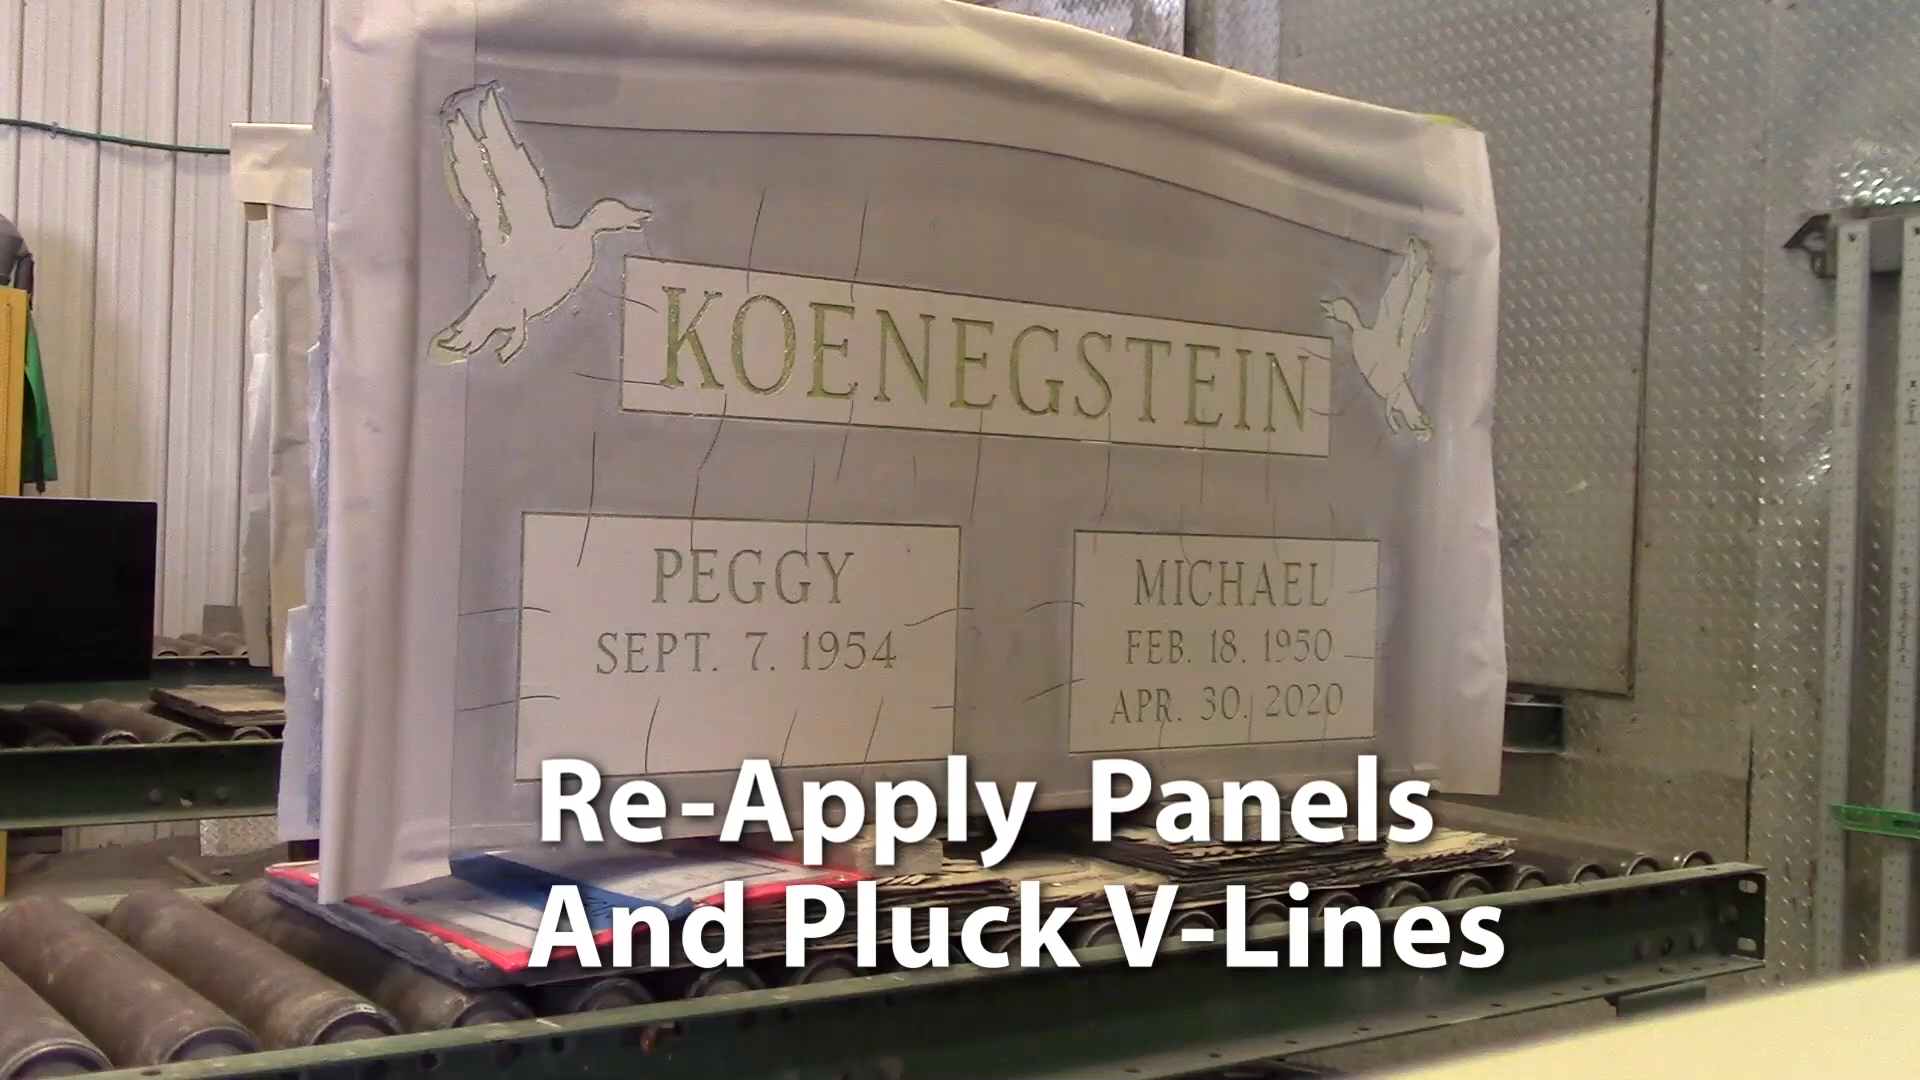 KOENEGSTEIN
PEGGY
SEPT. 7. 1954
MICHAEL
FEB. 18. 1950
APR. 30. 2020
Re-Apply Panels
And Pluck V-Lines